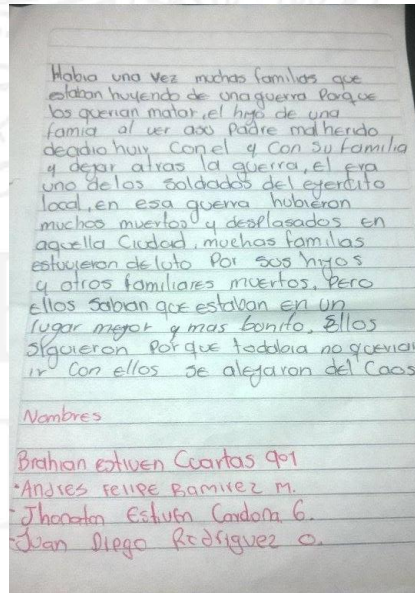 Habia una vez muchas familias que
estaban huyendo de una guerra Porque
los querian matar, el hijo de una
famia al ver aso Padre mal herido
decidio huir Con el y Con Su familia
y dejar atras la guerra, el era
uno de los Soldados del ejercito
local, en esa guerra hubieron
muchos muertos y desplasados en
aquella Ciudad, muchas familas
estuvieron de luto Por sus hijos
y otros familiares muertos, Pero
Ellos Sabian que estaban en un
lugar mejor y mas bonito, Ellos
Siguieron Porque todabia no querian
ir Con ellos Se alejaron del Caos
Nombres
Brahian estiven Cuartas 901
• Andres Felipe Ramirez M.
- Jhonatan Estiven Cardona G.
- Juan Diego Rodriguez O.